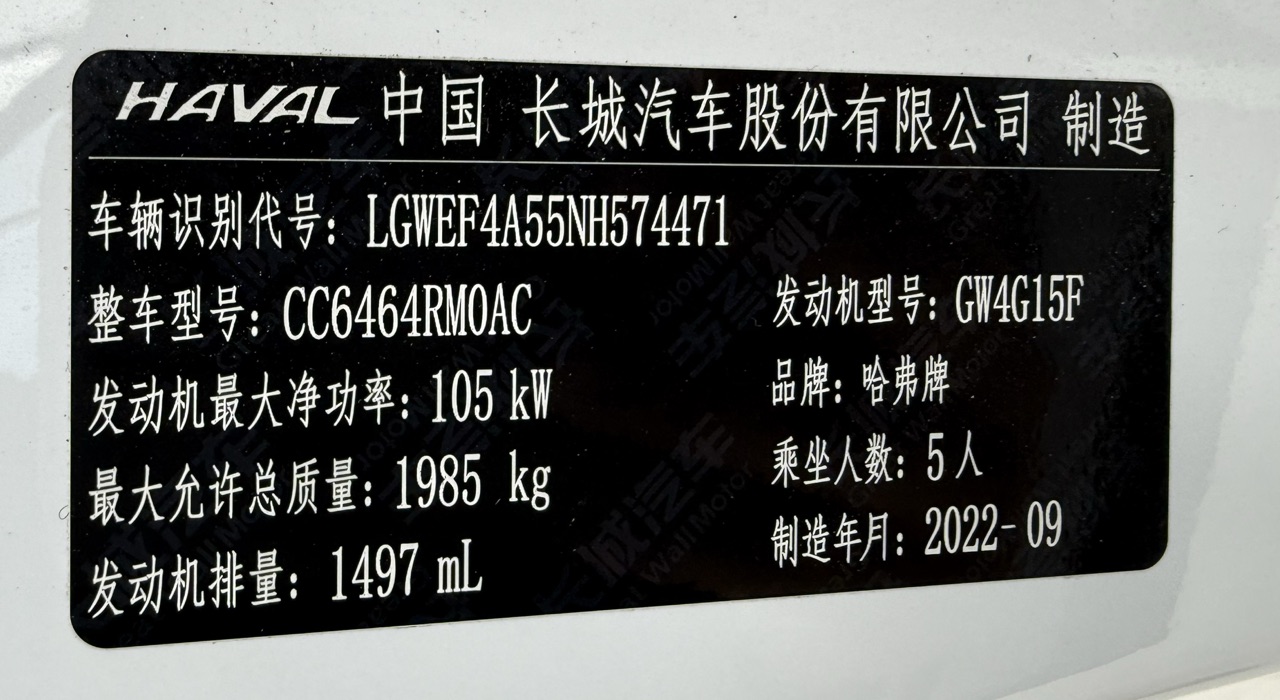 HAVAL 中国 长城汽车股份有限公司 制造
车辆识别代号：LGWEF4A55NH574471
整车型号：CC6464RM0AC
发动机型号：GW4G15F
发动机最大净功率：105 kW
品牌：哈弗牌
最大允许总质量：1985 kg
乘坐人数：5人
发动机排量：1497 mL
制造年月：2022-09